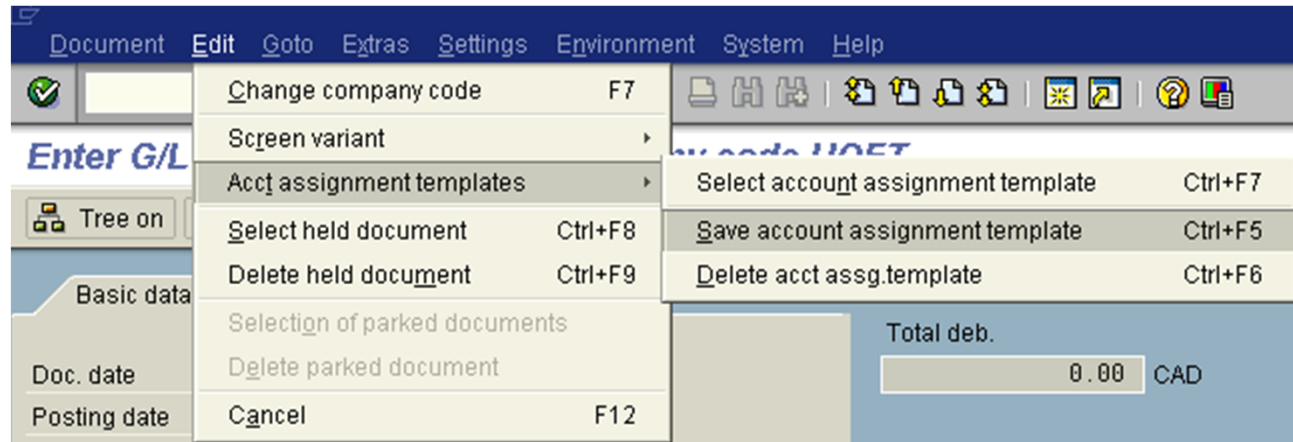 Document Edit Goto Extras Settings Environment System Help
Change company code F7
Screen variant
Enter G/L
Acct assignment templates
Select account assignment template Ctrl+F7
Tree on
Select held document Ctrl+F8
Save account assignment template Ctrl+F5
Delete held document Ctrl+F9
Delete acct assg.template Ctrl+F6
Basic data
Selection of parked documents
Total deb.
Delete parked document
Doc. date
0.00 CAD
Posting date
Cancel F12